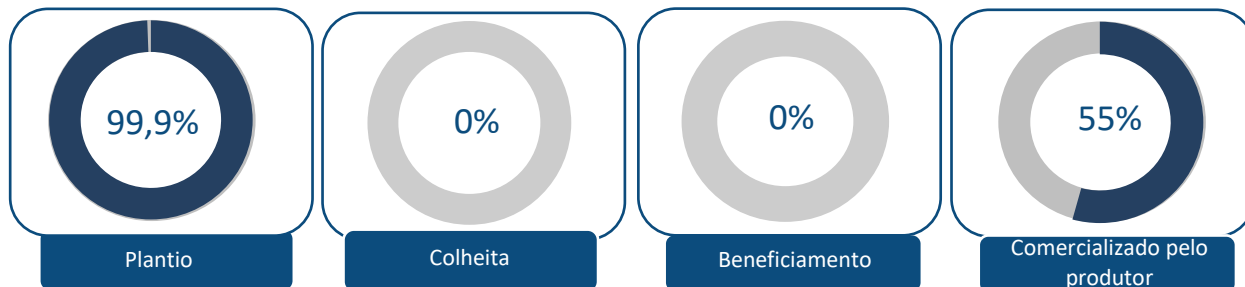 99,9%
0%
0%
55%
Plantio
Colheita
Beneficiamento
Comercializado pelo
produtor